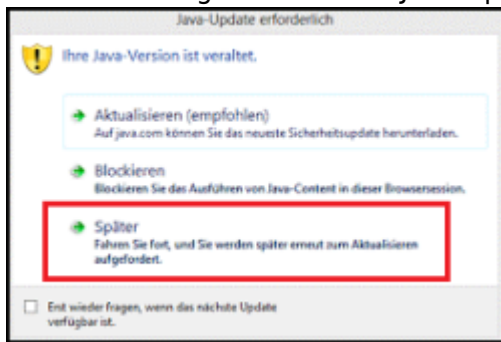 Java-Update erforderlich
Ihre Java-Version ist veraltet.
Aktualisieren (empfohlen)
Auf java.com können Sie das neueste Sicherheitsupdate herunterladen.
Blockieren
Blockieren Sie das Ausführen von Java-Content in dieser Browsersession.
Später
Fahren Sie fort, und Sie werden später erneut zum Aktualisieren
aufgefordert.
Erst wieder fragen, wenn das nächste Update
verfügbar ist.